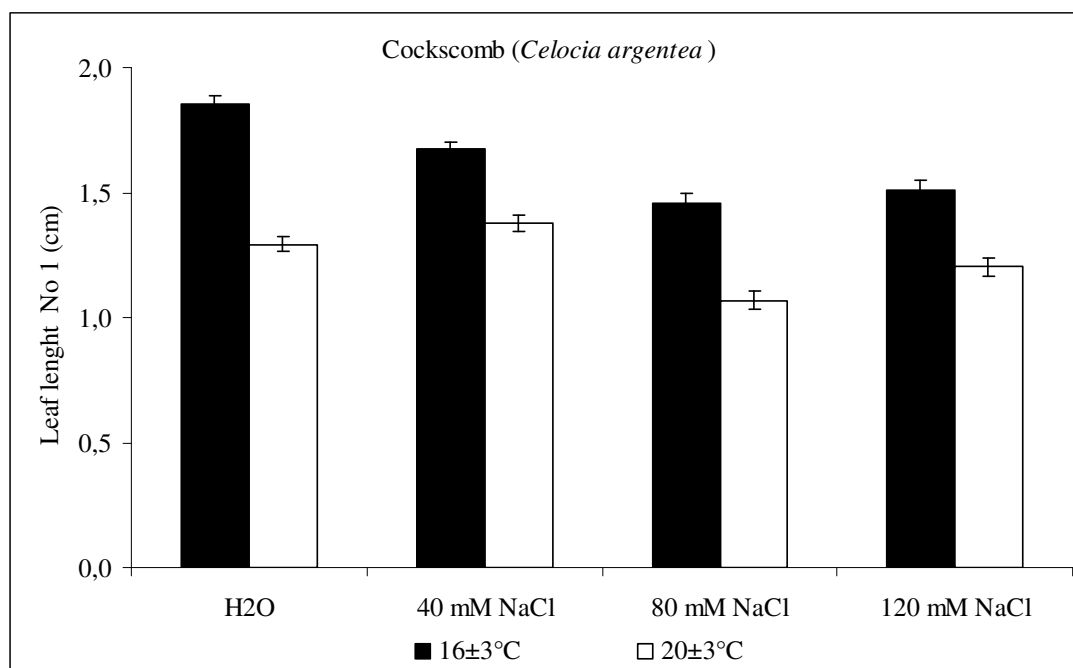 Cockscomb (Celocia argentea )
2,0
1,5
1,0
0,5
0,0
Leaf lenght No 1 (cm)
H2O 40 mM NaCl 80 mM NaCl 120 mM NaCl
16±3°C 20±3°C